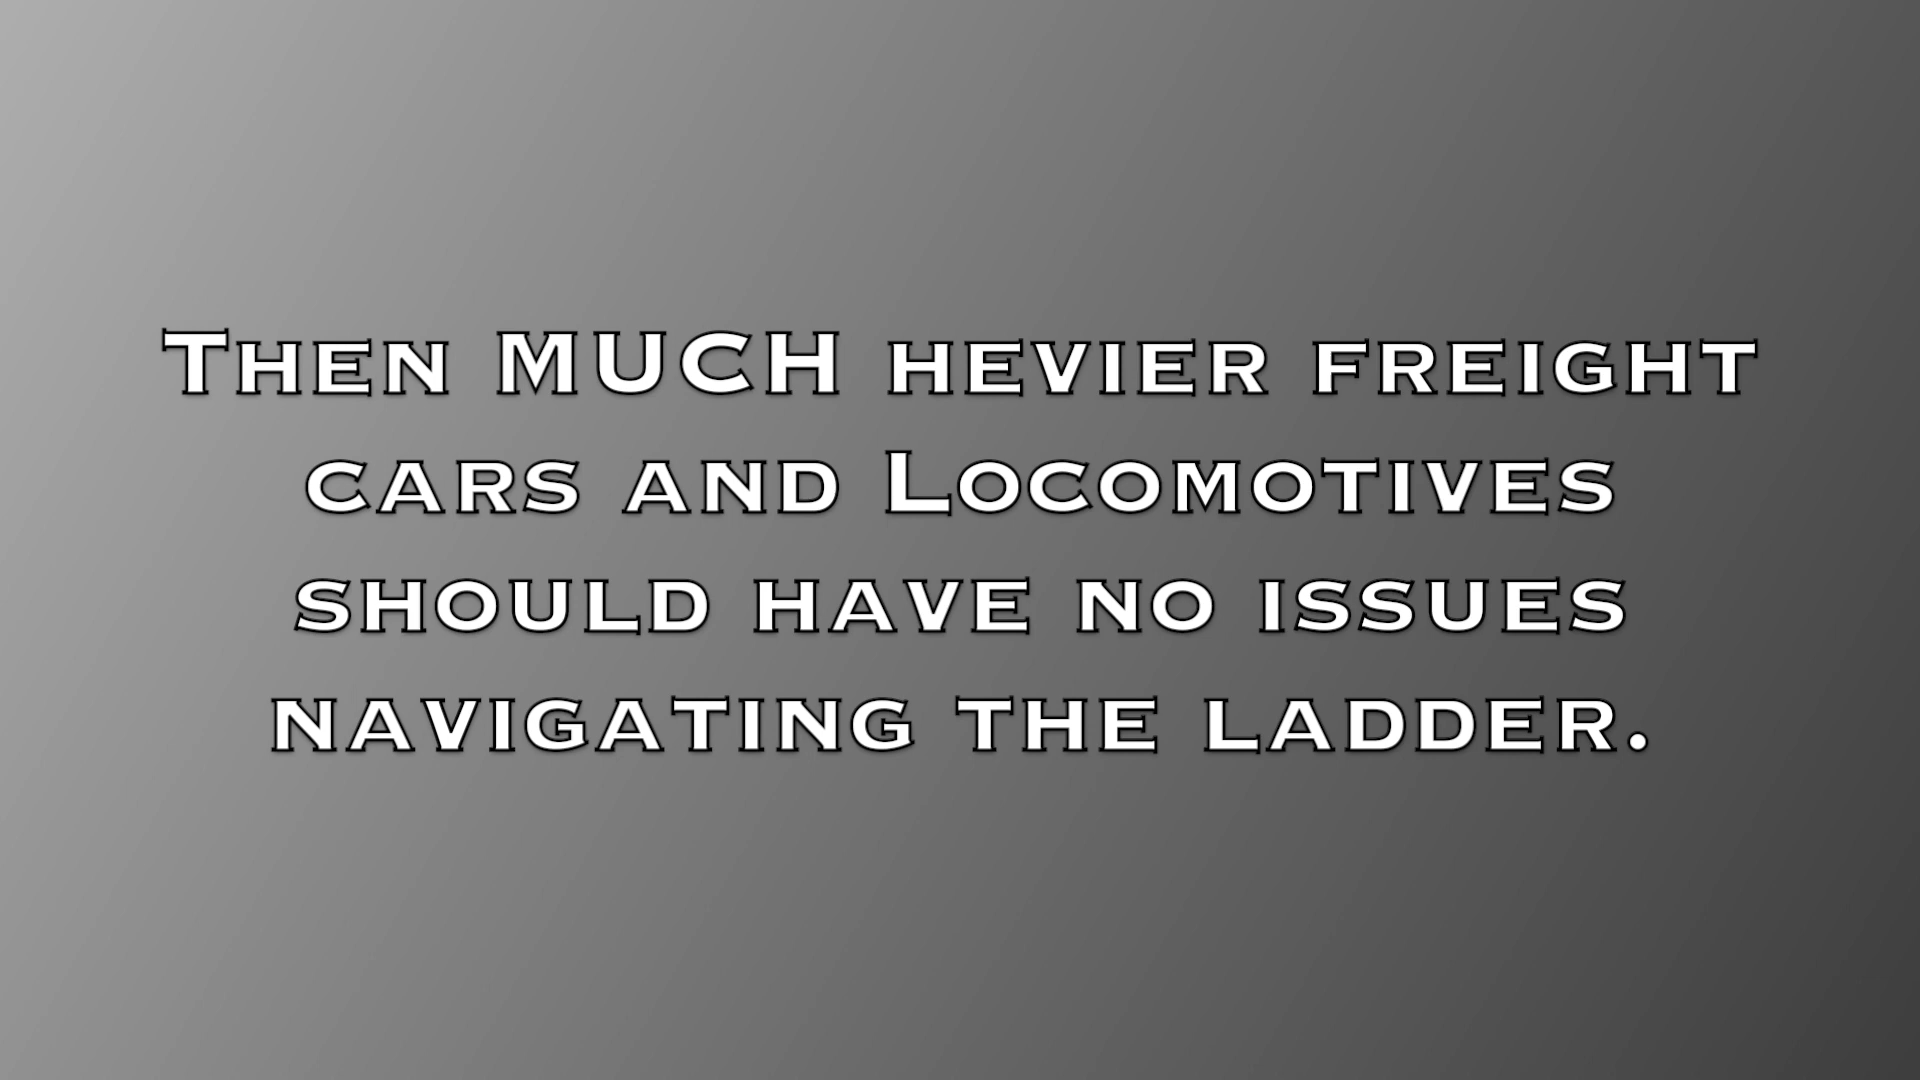 Then MUCH hevier freight
cars and Locomotives
should have no issues
navigating the ladder.